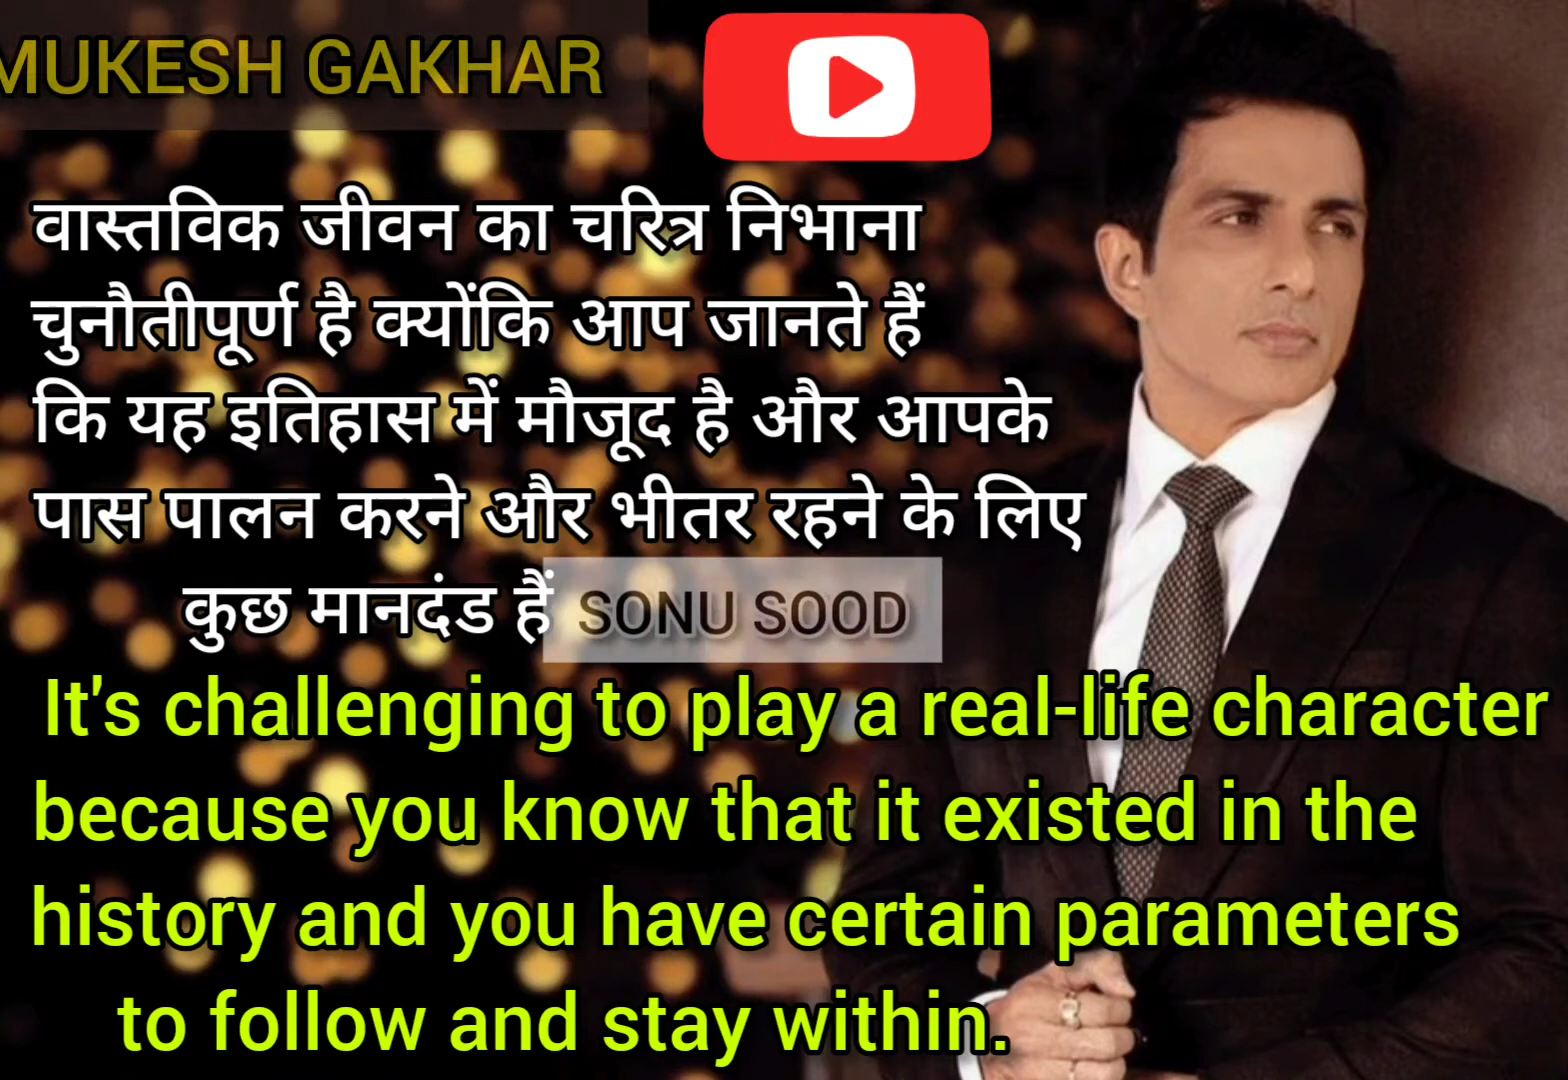 MUKESH GAKHAR
वास्तविक जीवन का चरित्र निभाना
चुनौतीपूर्ण है क्योंकि आप जानते हैं
कि यह इतिहास में मौजूद है और आपके
पास पालन करने और भीतर रहने के लिए
कुछ मानदंड हैं SONU SOOD
It's challenging to play a real-life character
because you know that it existed in the
history and you have certain parameters
to follow and stay within.